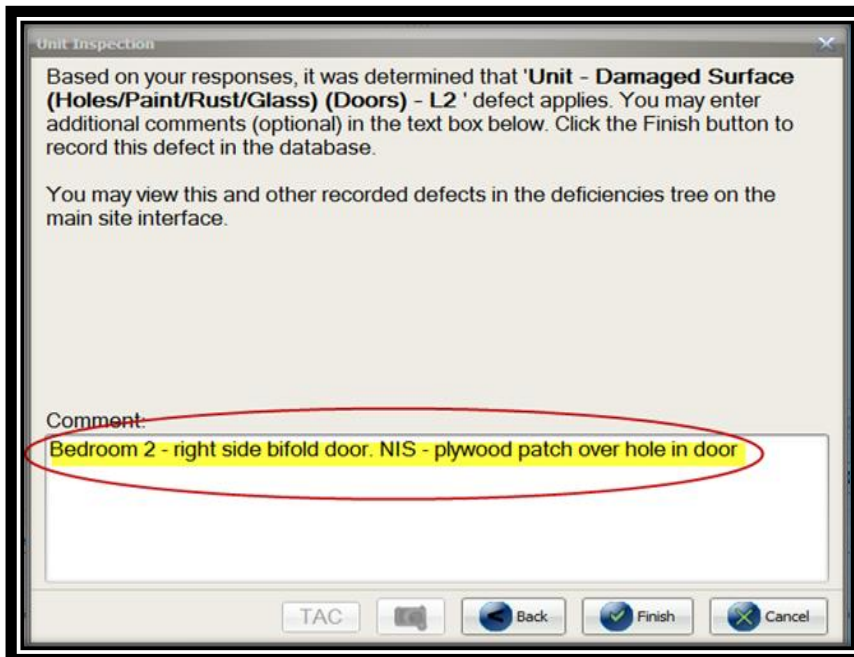 Unit Inspection
Based on your responses, it was determined that 'Unit - Damaged Surface
(Holes/Paint/Rust/Glass) (Doors) - L2 ' defect applies. You may enter
additional comments (optional) in the text box below. Click the Finish button to
record this defect in the database.
You may view this and other recorded defects in the deficiencies tree on the
main site interface.
Comment:
Bedroom 2 - right side bifold door. NIS - plywood patch over hole in door
TAC
Back
Finish
Cancel